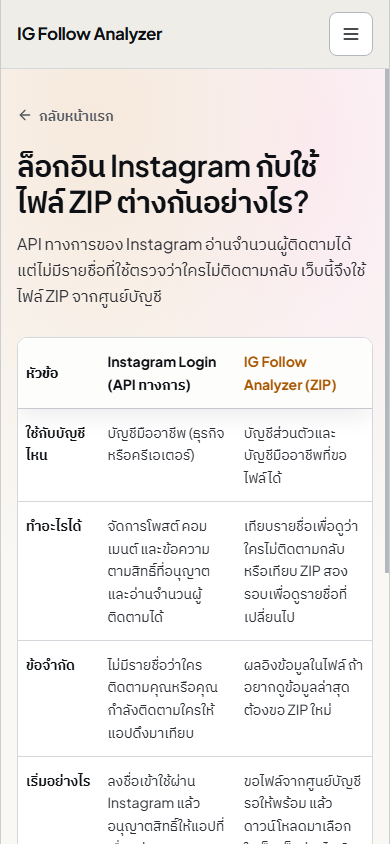 IG Follow Analyzer
← กลับหน้าแรก
ล็อกอิน Instagram กับใช้
ไฟล์ ZIP ต่างกันอย่างไร?
API ทางการของ Instagram อ่านจำนวนผู้ติดตามได้
แต่ไม่มีรายชื่อที่ใช้ตรวจว่าใครไม่ติดตามกลับ เว็บนี้จึงใช้
ไฟล์ ZIP จากศูนย์บัญชี
หัวข้อ
Instagram Login
(API ทางการ)
IG Follow
Analyzer (ZIP)
ใช้กับบัญชี
ไหน
บัญชีมืออาชีพ (ธุรกิจ
หรือครีเอเตอร์)
บัญชีส่วนตัวและ
บัญชีมืออาชีพที่ขอ
ไฟล์ได้
ทำอะไรได้
จัดการโพสต์ คอม
เมนต์ และข้อความ
ตามสิทธิ์ที่อนุญาต
และอ่านจำนวนผู้
ติดตามได้
เทียบรายชื่อเพื่อดูว่า
ใครไม่ติดตามกลับ
หรือเทียบ ZIP สอง
รอบเพื่อดูรายชื่อที่
เปลี่ยนไป
ข้อจำกัด
ไม่มีรายชื่อว่าใคร
ติดตามคุณหรือคุณ
กำลังติดตามใครให้
แอปดึงมาเทียบ
ผลอิงข้อมูลในไฟล์ ถ้า
อยากดูข้อมูลล่าสุด
ต้องขอ ZIP ใหม่
เริ่มอย่างไร
ลงชื่อเข้าใช้ผ่าน
Instagram แล้ว
อนุญาตสิทธิ์ให้แอปที่
ขอไฟล์จากศูนย์บัญชี
รอให้พร้อม แล้ว
ดาวน์โหลดมาเลือก